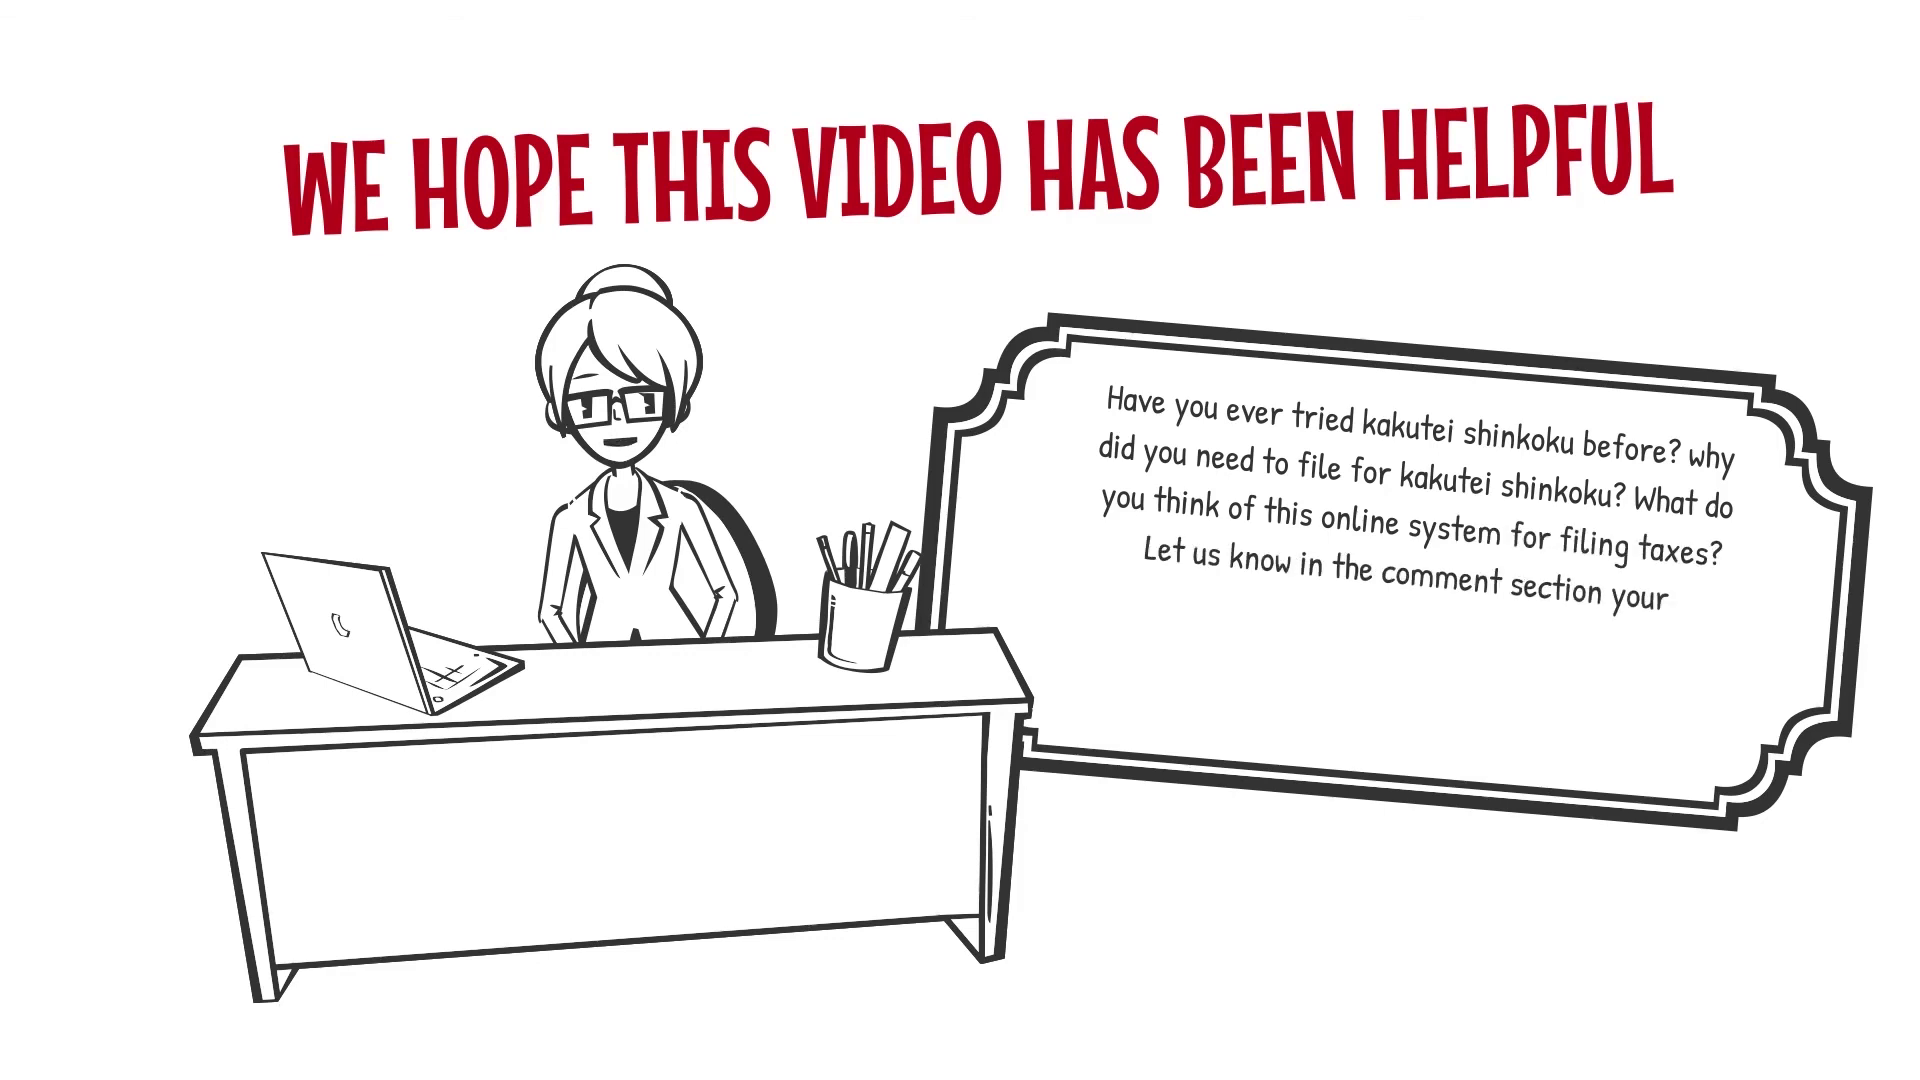 WE HOPE THIS VIDEO HAS BEEN HELPFUL
Have you ever tried kakutei shinkoku before? why
did you need to file for kakutei shinkoku? What do
you think of this online system for filing taxes?
Let us know in the comment section your